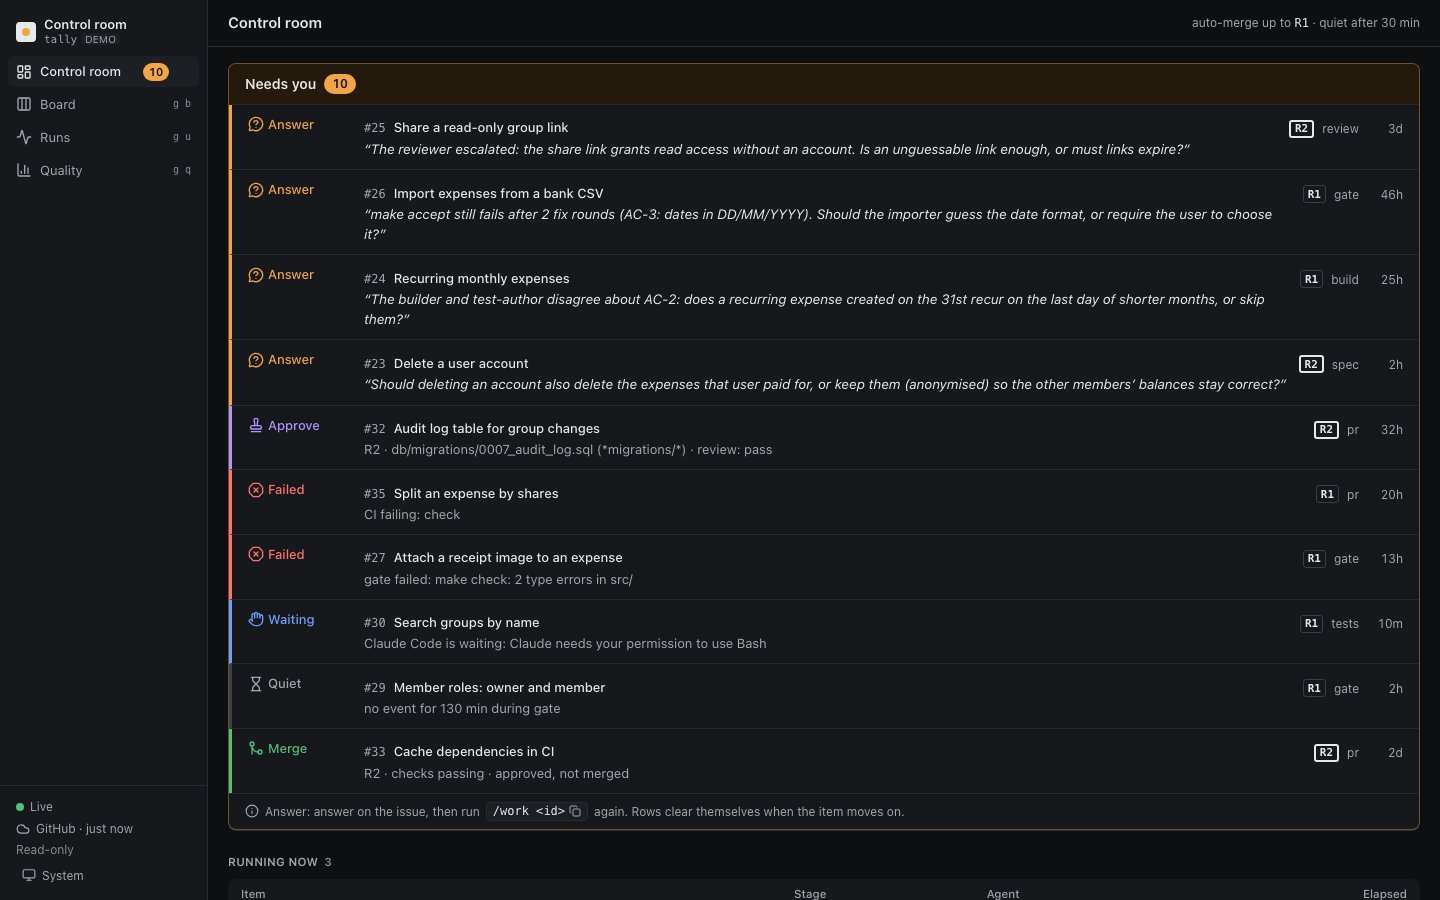 Control room
tally DEMO
Control room 10
Board g b
Runs g u
Quality g q
Live
GitHub · just now
Read-only
System
Control room
auto-merge up to R1 · quiet after 30 min
Needs you 10
Answer #25 Share a read-only group link R2 review 3d
“The reviewer escalated: the share link grants read access without an account. Is an unguessable link enough, or must links expire?”
Answer #26 Import expenses from a bank CSV R1 gate 46h
“make accept still fails after 2 fix rounds (AC-3: dates in DD/MM/YYYY). Should the importer guess the date format, or require the user to choose
it?”
Answer #24 Recurring monthly expenses R1 build 25h
“The builder and test-author disagree about AC-2: does a recurring expense created on the 31st recur on the last day of shorter months, or skip
them?”
Answer #23 Delete a user account R2 spec 2h
“Should deleting an account also delete the expenses that user paid for, or keep them (anonymised) so the other members’ balances stay correct?”
Approve #32 Audit log table for group changes R2 pr 32h
R2 · db/migrations/0007_audit_log.sql (*migrations/*) · review: pass
Failed #35 Split an expense by shares R1 pr 20h
CI failing: check
Failed #27 Attach a receipt image to an expense R1 gate 13h
gate failed: make check: 2 type errors in src/
Waiting #30 Search groups by name R1 tests 10m
Claude Code is waiting: Claude needs your permission to use Bash
Quiet #29 Member roles: owner and member R1 gate 2h
no event for 130 min during gate
Merge #33 Cache dependencies in CI R2 pr 2d
R2 · checks passing · approved, not merged
Answer: answer on the issue, then run /work <id> again. Rows clear themselves when the item moves on.
RUNNING NOW 3
Item Stage Agent Elapsed